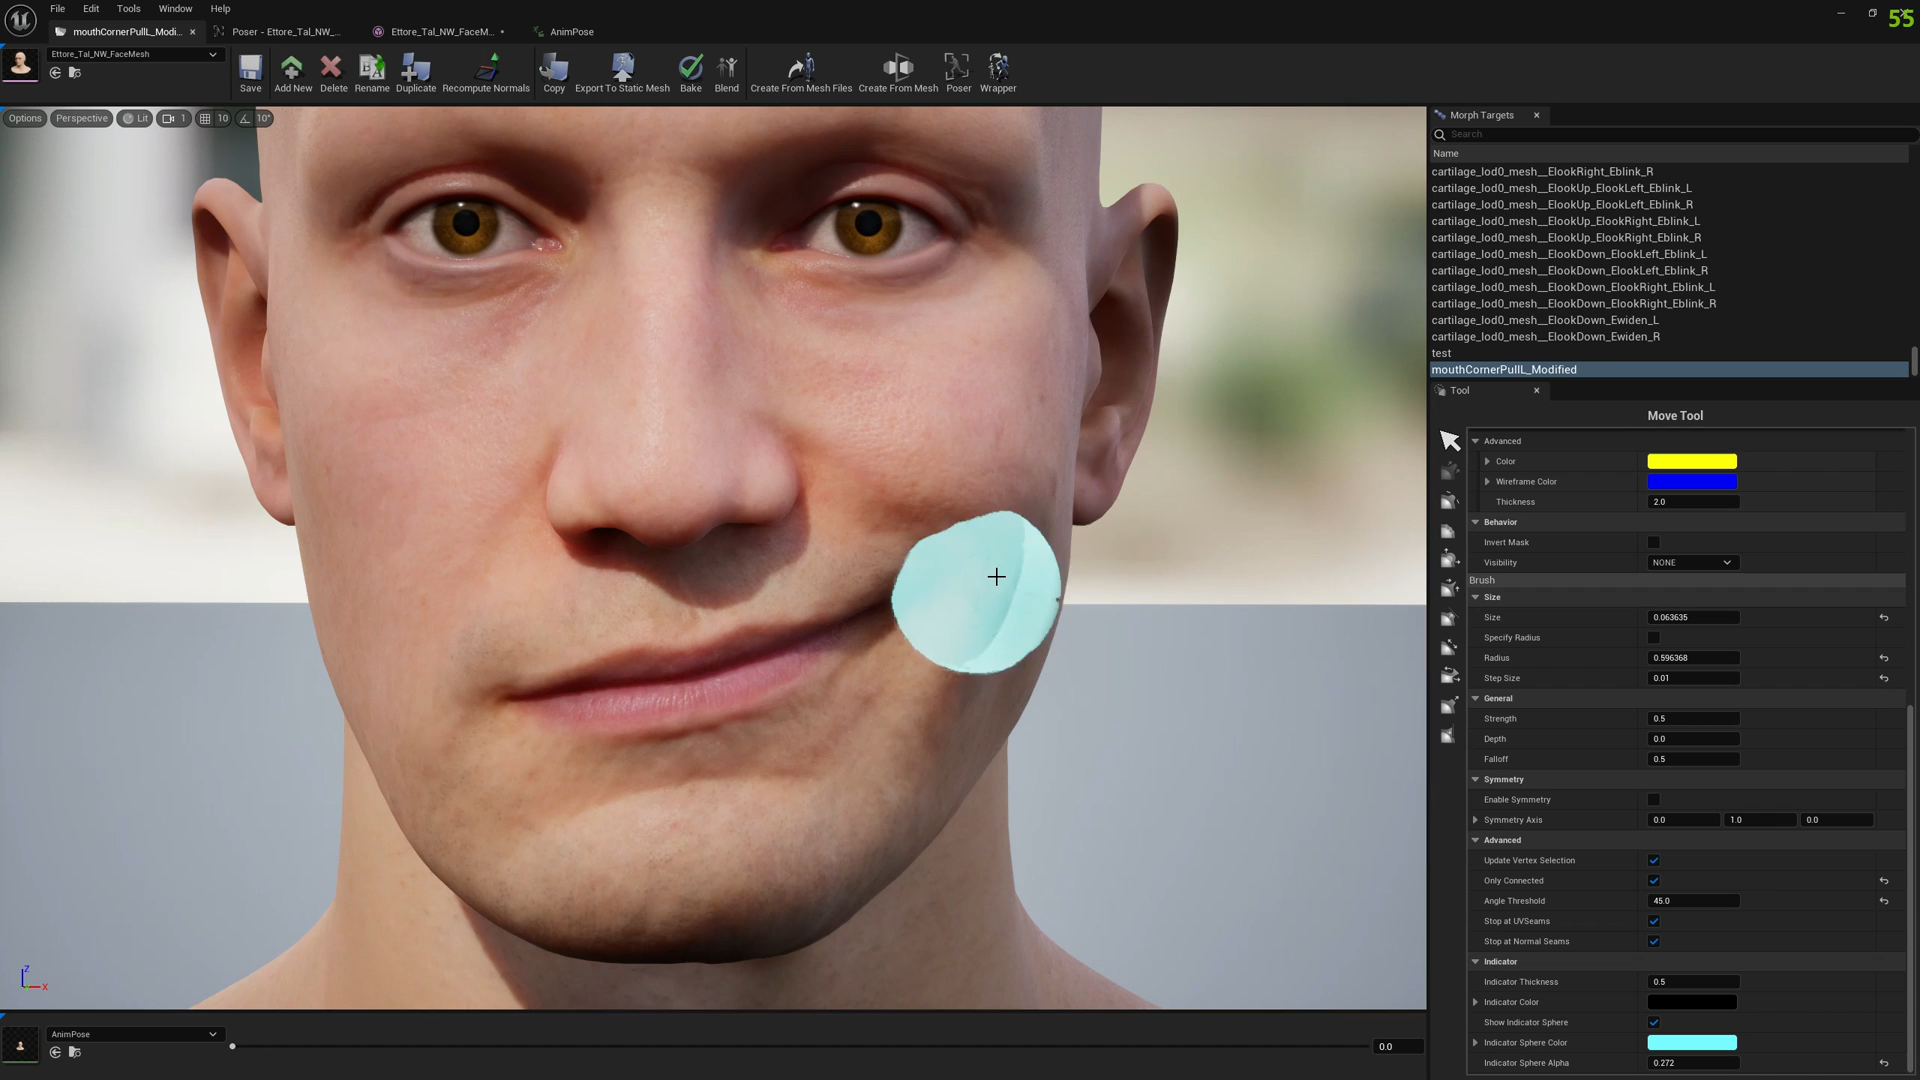 File Edit Tools Window Help
55
mouthCornerPullL_Modi... Poser - Ettore_Tal_NW_... Ettore_Tal_NW_FaceM... AnimPose
Ettore_Tal_NW_FaceMesh
Save Add New Delete Rename Duplicate Recompute Normals Copy Export To Static Mesh Bake Blend Create From Mesh Files Create From Mesh Poser Wrapper
Options Perspective Lit 1 10 10°
Morph Targets
Search
Name
cartilage_lod0_mesh__ElookRight_Eblink_R
cartilage_lod0_mesh__ElookUp_ElookLeft_Eblink_L
cartilage_lod0_mesh__ElookUp_ElookLeft_Eblink_R
cartilage_lod0_mesh__ElookUp_ElookRight_Eblink_L
cartilage_lod0_mesh__ElookUp_ElookRight_Eblink_R
cartilage_lod0_mesh__ElookDown_ElookLeft_Eblink_L
cartilage_lod0_mesh__ElookDown_ElookLeft_Eblink_R
cartilage_lod0_mesh__ElookDown_ElookRight_Eblink_L
cartilage_lod0_mesh__ElookDown_ElookRight_Eblink_R
cartilage_lod0_mesh__ElookDown_Ewiden_L
cartilage_lod0_mesh__ElookDown_Ewiden_R
test
mouthCornerPullL_Modified
Tool
Move Tool
Advanced
Color
Wireframe Color
Thickness 2.0
Behavior
Invert Mask
Visibility NONE
Brush
Size
Size 0.063635
Specify Radius
Radius 0.596368
Step Size 0.01
General
Strength 0.5
Depth 0.0
Falloff 0.5
Symmetry
Enable Symmetry
Symmetry Axis 0.0 1.0 0.0
Advanced
Update Vertex Selection
Only Connected
Angle Threshold 45.0
Stop at UVSeams
Stop at Normal Seams
Indicator
Indicator Thickness 0.5
Indicator Color
Show Indicator Sphere
Indicator Sphere Color
Indicator Sphere Alpha 0.272
Z
X
AnimPose
0.0